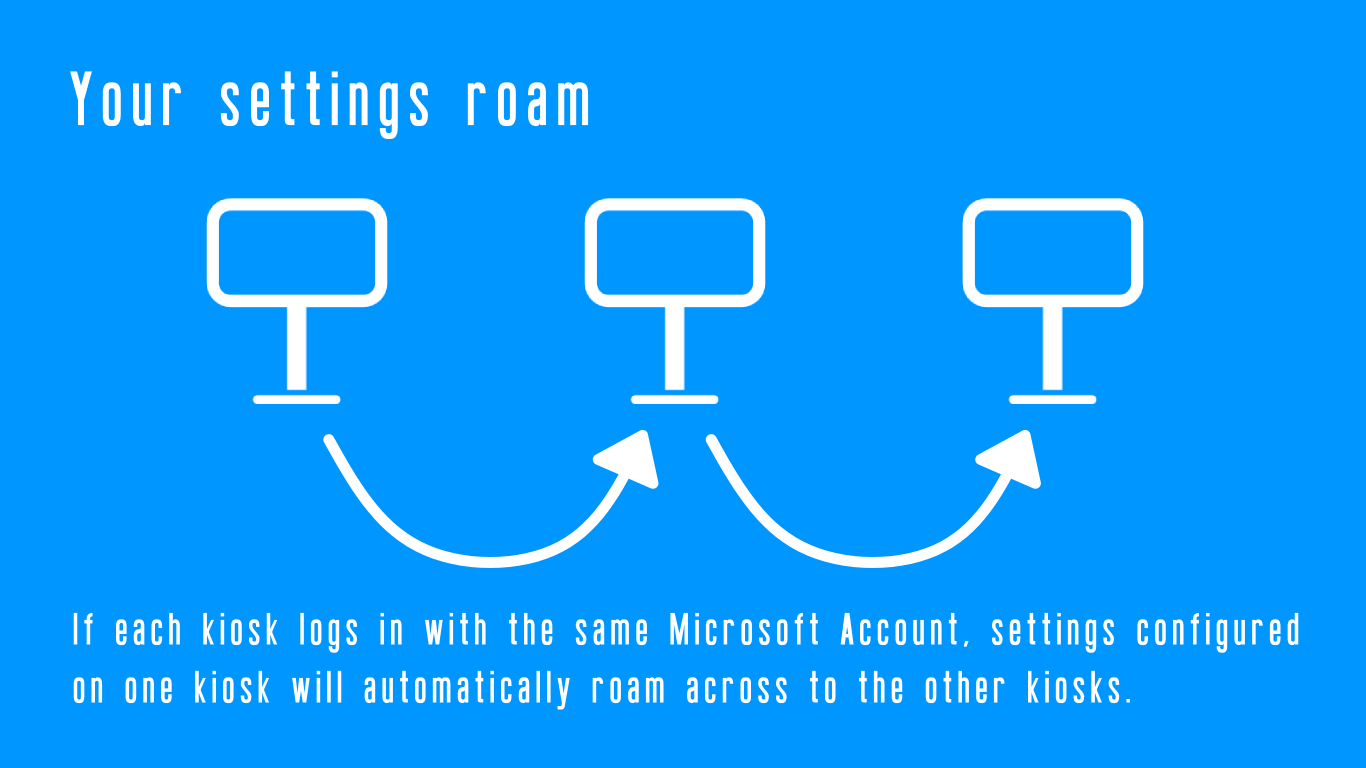 Your settings roam
If each kiosk logs in with the same Microsoft Account, settings configured
on one kiosk will automatically roam across to the other kiosks.